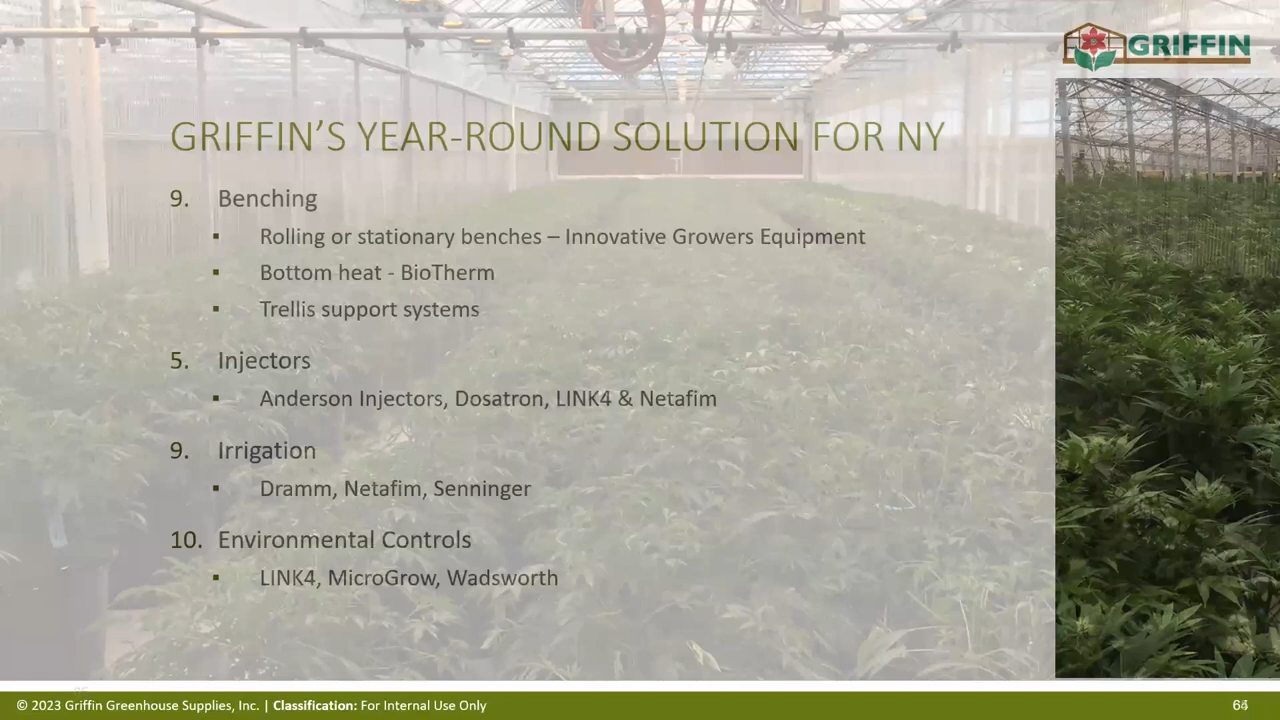 GRIFFIN
GRIFFIN'S YEAR-ROUND SOLUTION FOR NY
9. Benching
▪ Rolling or stationary benches – Innovative Growers Equipment
▪ Bottom heat - BioTherm
▪ Trellis support systems
5. Injectors
▪ Anderson Injectors, Dosatron, LINK4 & Netafim
9. Irrigation
▪ Dramm, Netafim, Senninger
10. Environmental Controls
▪ LINK4, MicroGrow, Wadsworth
© 2023 Griffin Greenhouse Supplies, Inc. | Classification: For Internal Use Only